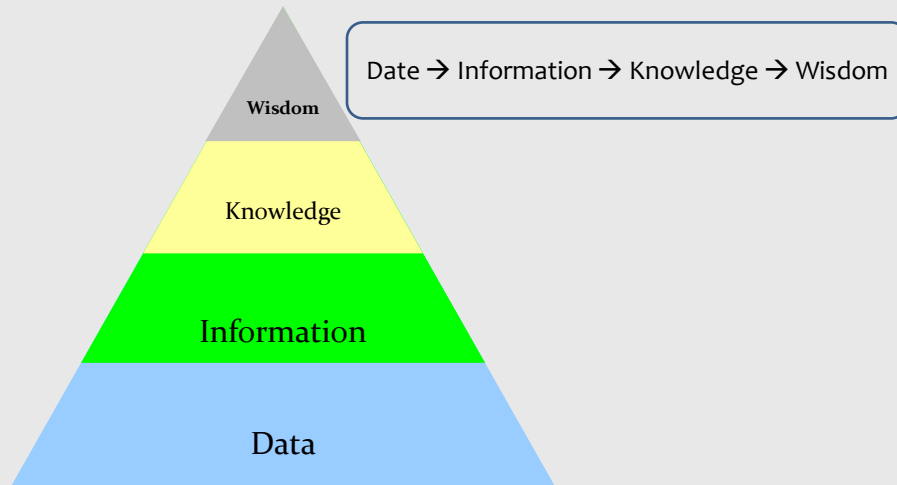 Date → Information → Knowledge → Wisdom
Wisdom
Knowledge
Information
Data